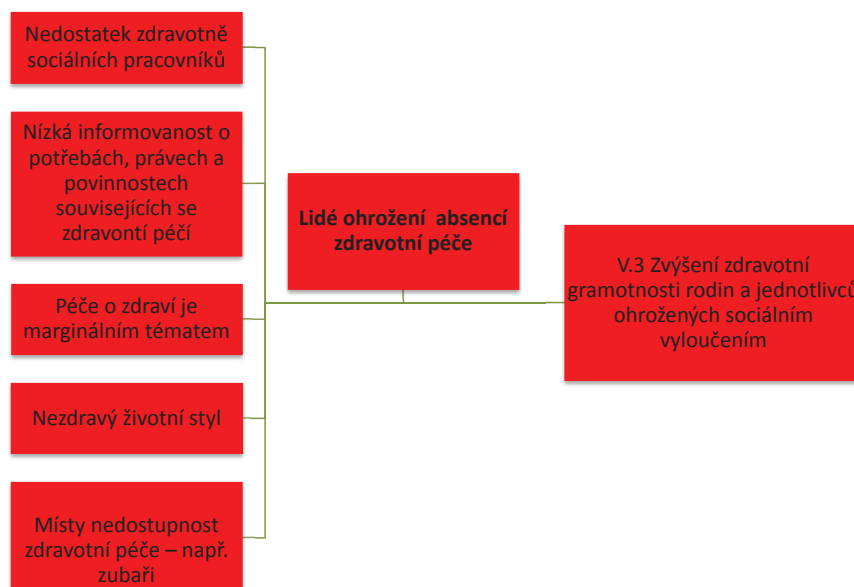 Nedostatek zdravotně
sociálních pracovníků
Nízká informovanost o
potřebách, právech a
povinnostech
souvisejících se
zdravontí péčí
Péče o zdraví je
marginálním tématem
Nezdravý životní styl
Místy nedostupnost
zdravotní péče – např.
zubaři
Lidé ohrožení absencí
zdravotní péče
V.3 Zvýšení zdravotní
gramotnosti rodin a jednotlivců
ohrožených sociálním
vyloučením